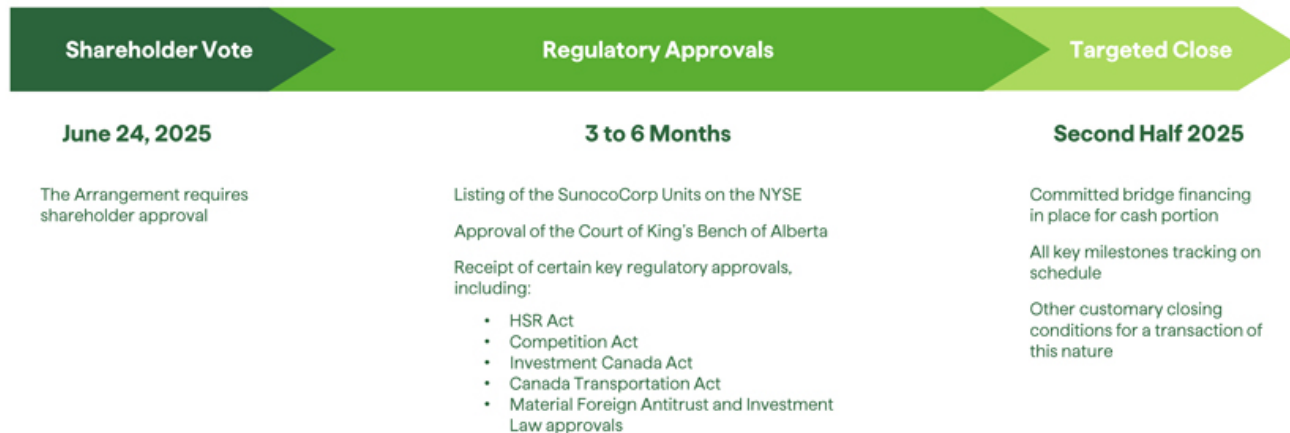 Shareholder Vote
Regulatory Approvals
Targeted Close
June 24, 2025
The Arrangement requires
shareholder approval
3 to 6 Months
Listing of the SunocoCorp Units on the NYSE
Approval of the Court of King's Bench of Alberta
Receipt of certain key regulatory approvals,
including:
• HSR Act
• Competition Act
• Investment Canada Act
• Canada Transportation Act
• Material Foreign Antitrust and Investment
Law approvals
Second Half 2025
Committed bridge financing
in place for cash portion
All key milestones tracking on
schedule
Other customary closing
conditions for a transaction of
this nature